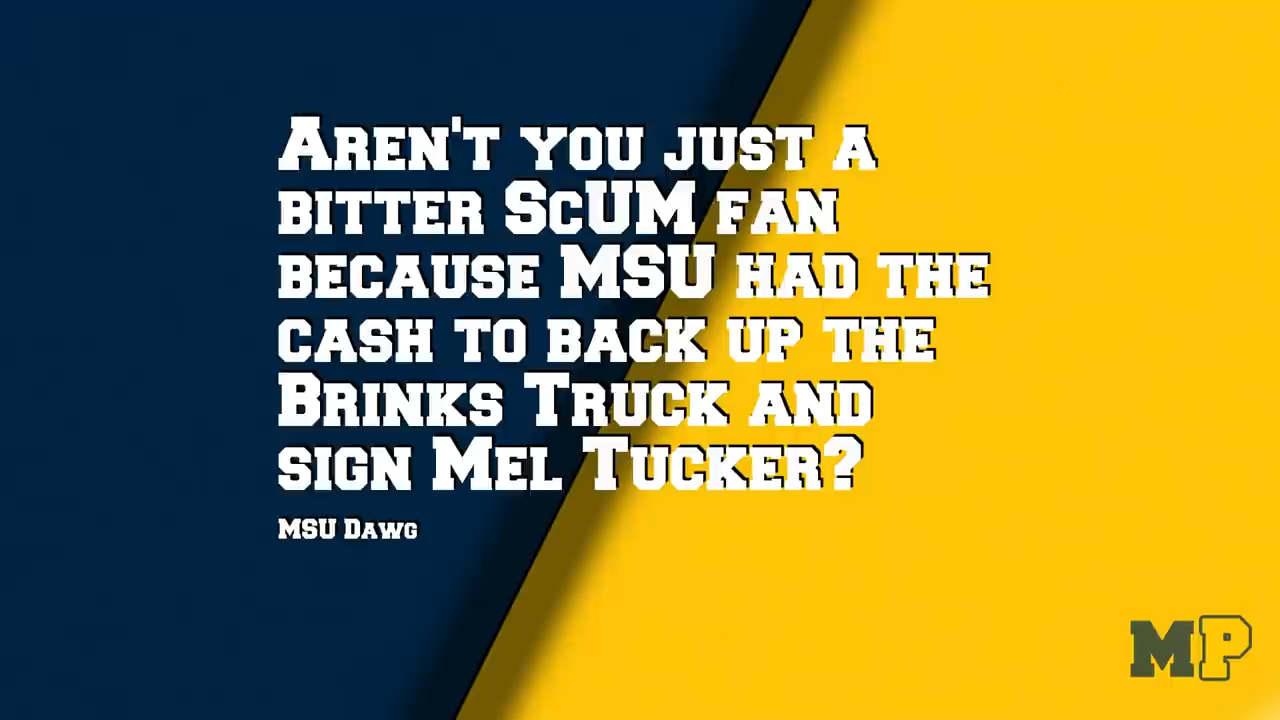 Aren't you just a
bitter ScUM fan
because MSU had the
cash to back up the
Brinks Truck and
sign Mel Tucker?
MSU Dawg
MP